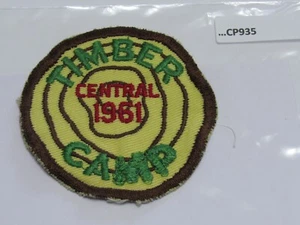 ...CP935
TIMBER
CENTRAL
1961
CAMP